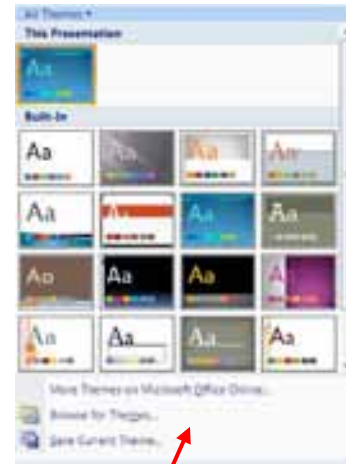 All Themes
This Presentation
Aa
Built-In
Aa Aa Aa Aa
Aa Aa Aa Aa
Aa Aa Aa A
Aa Aa Aa Aa
More Themes on Microsoft Office Online...
Browse for Themes...
Save Current Theme...